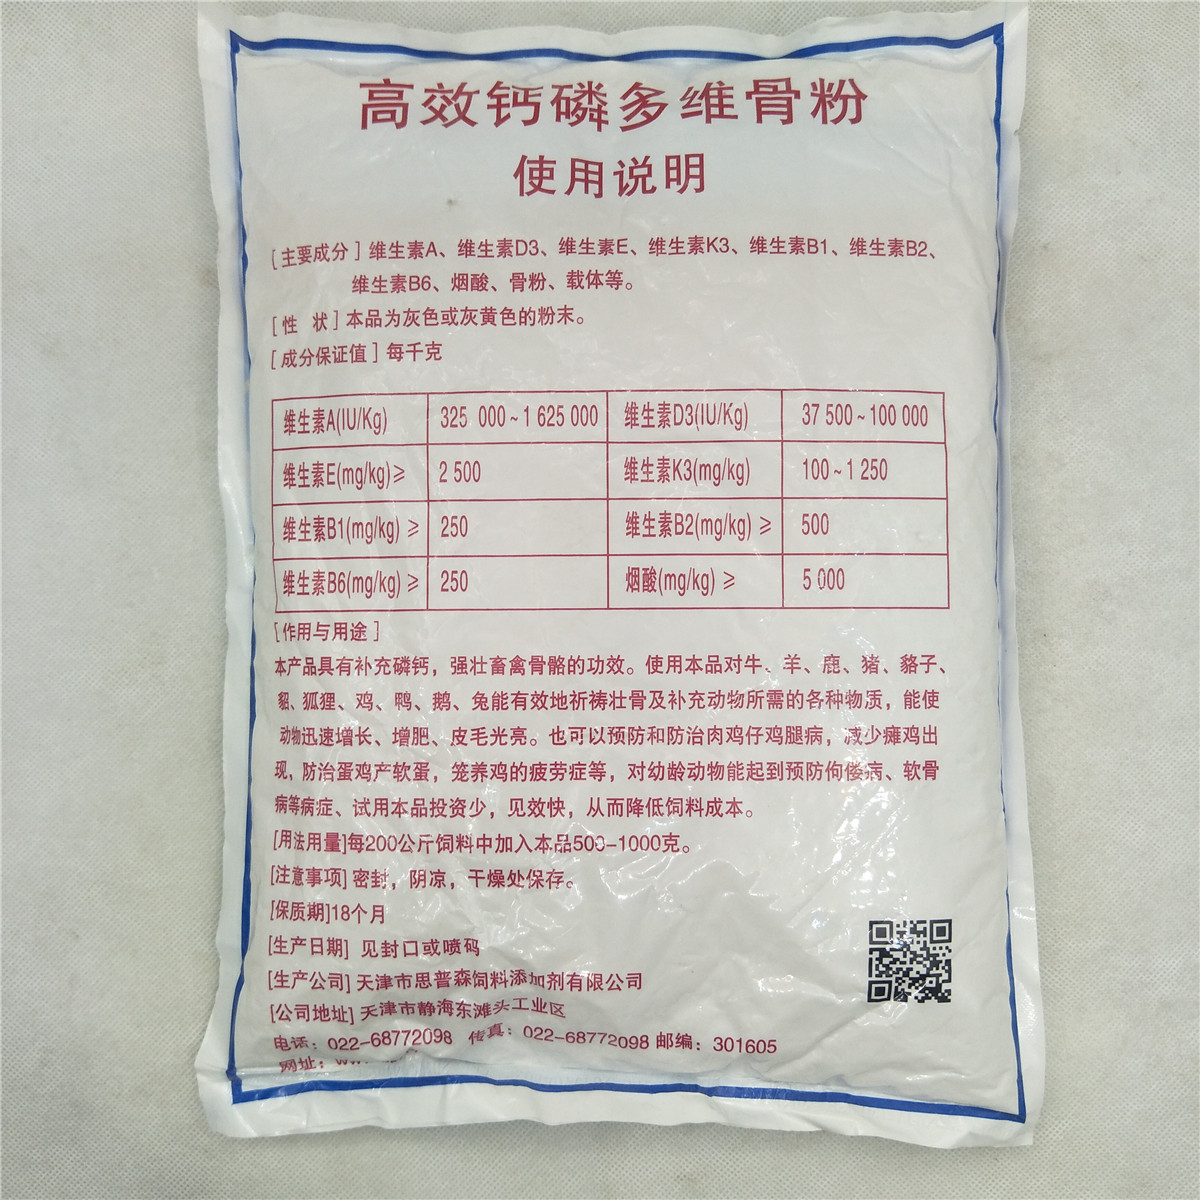 高效钙磷多维骨粉
使用说明
[主要成分] 维生素A、维生素D3、维生素E、维生素K3、维生素B1、维生素B2、
维生素B6、烟酸、骨粉、载体等。
[性 状] 本品为灰色或灰黄色的粉末。
[成分保证值] 每千克
维生素A(IU/Kg) 325 000~1 625 000 维生素D3(IU/Kg) 37 500~100 000
维生素E(mg/kg)≥ 2 500 维生素K3(mg/kg) 100~1 250
维生素B1(mg/kg) ≥ 250 维生素B2(mg/kg) ≥ 500
维生素B6(mg/kg) ≥ 250 烟酸(mg/kg) ≥ 5 000
[作用与用途]
本产品具有补充磷钙，强壮畜禽骨骼的功效。使用本品对牛、羊、鹿、猪、貉子、
貂、狐狸、鸡、鸭、鹅、兔能有效地祈祷壮骨及补充动物所需的各种物质，能使
动物迅速增长、增肥、皮毛光亮。也可以预防和防治肉鸡仔鸡腿病，减少瘫鸡出
现，防治蛋鸡产软蛋，笼养鸡的疲劳症等，对幼龄动物能起到预防佝偻病、软骨
病等病症、试用本品投资少，见效快，从而降低饲料成本。
[用法用量]每200公斤饲料中加入本品500-1000克。
[注意事项] 密封，阴凉，干燥处保存。
[保质期]18个月
[生产日期] 见封口或喷码
[生产公司] 天津市思普森饲料添加剂有限公司
[公司地址] 天津市静海东滩头工业区
电话：022-68772098 传真：022-68772098 邮编：301605
网址：